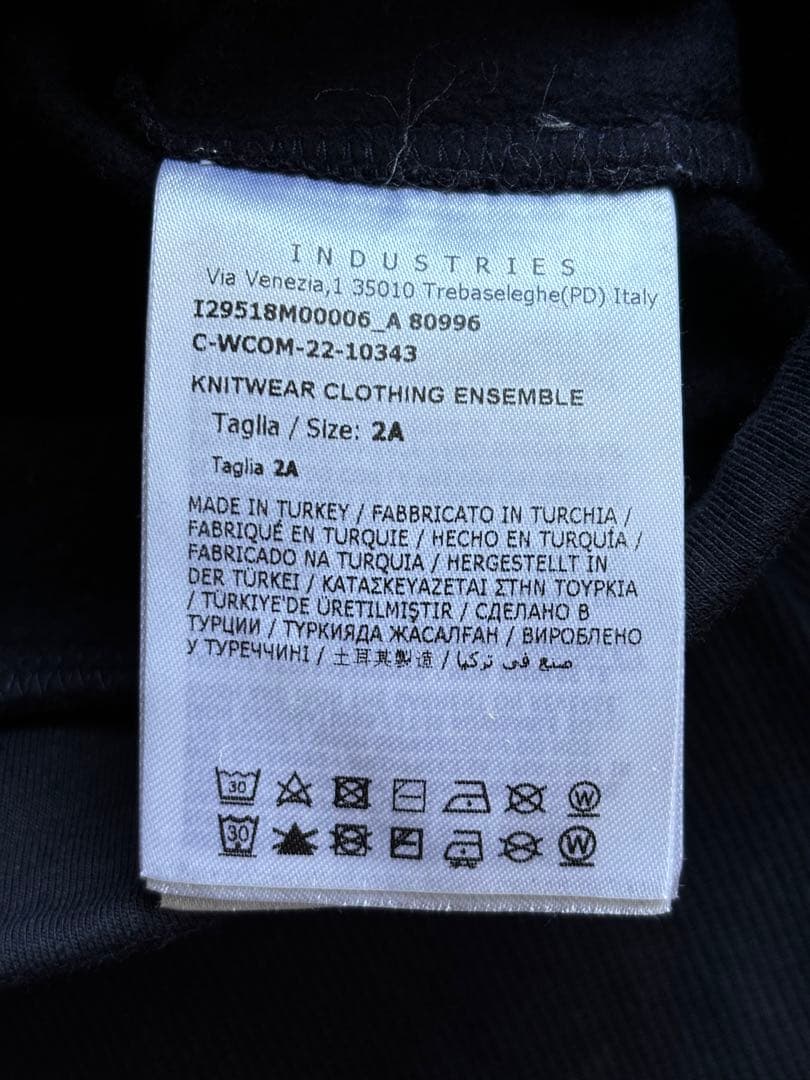 INDUSTRIES
Via Venezia,1 35010 Trebaseleghe(PD) Italy
I29518M00006_A 80996
C-WCOM-22-10343
KNITWEAR CLOTHING ENSEMBLE
Taglia / Size: 2A
Taglia 2A
MADE IN TURKEY / FABBRICATO IN TURCHIA /
FABRIQUÉ EN TURQUIE / HECHO EN TURQUÍA /
FABRICADO NA TURQUIA / HERGESTELLT IN
DER TÜRKEI / ΚΑΤΑΣΚΕΥΑΖΕΤΑΙ ΣΤΗΝ ΤΟΥΡΚΙΑ
/ TÜRKIYE'DE ÜRETILMIŞTIR / СДЕЛАНО В
ТУРЦИИ / ТҮРКИЯДА ЖАСАЛҒАН / ВИРОБЛЕНО
У ТУРЕЧЧИНІ / 土耳其製造 / صنع في تركيا
30 W
30 W